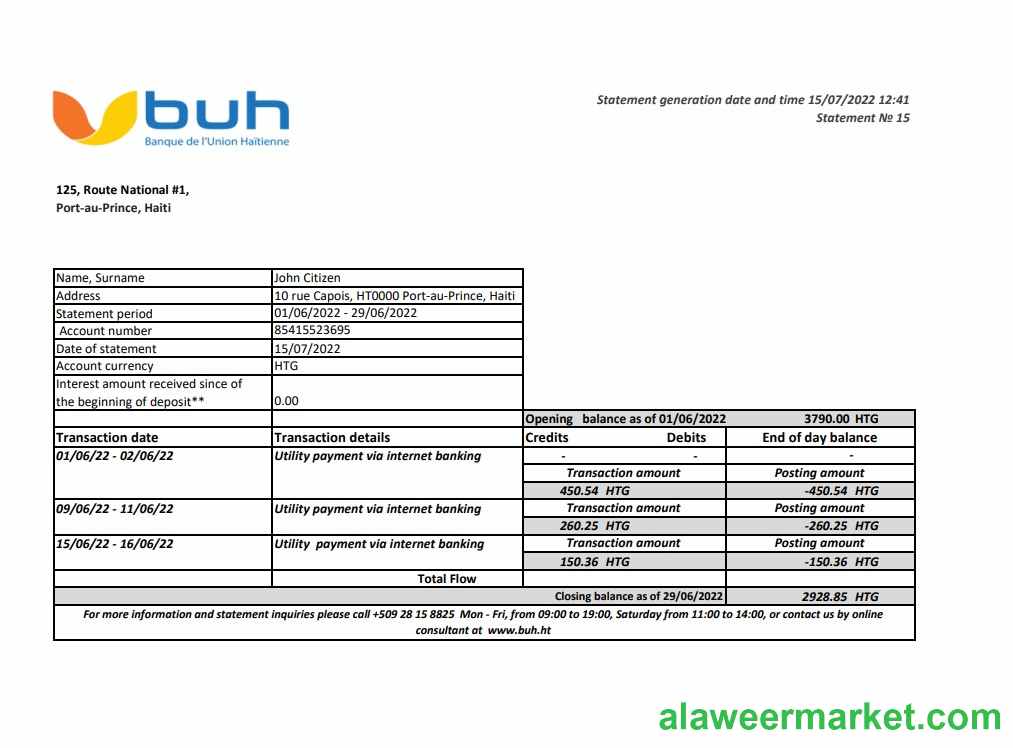 buh
Banque de l'Union Haïtienne
Statement generation date and time 15/07/2022 12:41
Statement № 15
125, Route National #1,
Port-au-Prince, Haiti
Name, Surname John Citizen
Address 10 rue Capois, HT0000 Port-au-Prince, Haiti
Statement period 01/06/2022 - 29/06/2022
Account number 85415523695
Date of statement 15/07/2022
Account currency HTG
Interest amount received since of
the beginning of deposit** 0.00
Opening balance as of 01/06/2022 3790.00 HTG
Transaction date Transaction details Credits Debits End of day balance
01/06/22 - 02/06/22 Utility payment via internet banking - - -
Transaction amount Posting amount
450.54 HTG -450.54 HTG
09/06/22 - 11/06/22 Utility payment via internet banking Transaction amount Posting amount
260.25 HTG -260.25 HTG
15/06/22 - 16/06/22 Utility payment via internet banking Transaction amount Posting amount
150.36 HTG -150.36 HTG
Total Flow
Closing balance as of 29/06/2022 2928.85 HTG
For more information and statement inquiries please call +509 28 15 8825 Mon - Fri, from 09:00 to 19:00, Saturday from 11:00 to 14:00, or contact us by online
consultant at www.buh.ht
alaweermarket.com